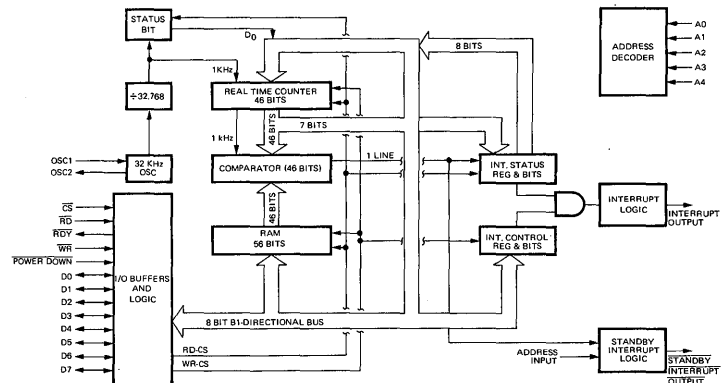 STATUS
BIT
D0
8 BITS
ADDRESS
DECODER
A0
A1
A2
A3
A4
1KHz
÷32.768
REAL TIME COUNTER
46 BITS
46 BITS
7 BITS
1 kHz
OSC1
OSC2
32 KHz
OSC
COMPARATOR (46 BITS)
1 LINE
INT. STATUS
REG & BITS
46 BITS
INTERRUPT
LOGIC
INTERRUPT
OUTPUT
RAM
56 BITS
INT. CONTROL
REG & BITS
CS
RD
RDY
WR
POWER DOWN
D0
D1
D2
D3
D4
D5
D6
D7
I/O BUFFERS
AND
LOGIC
8 BIT B1-DIRECTIONAL BUS
RD-CS
WR-CS
ADDRESS
INPUT
STANDBY
INTERRUPT
LOGIC
STANDBY
INTERRUPT
OUTPUT